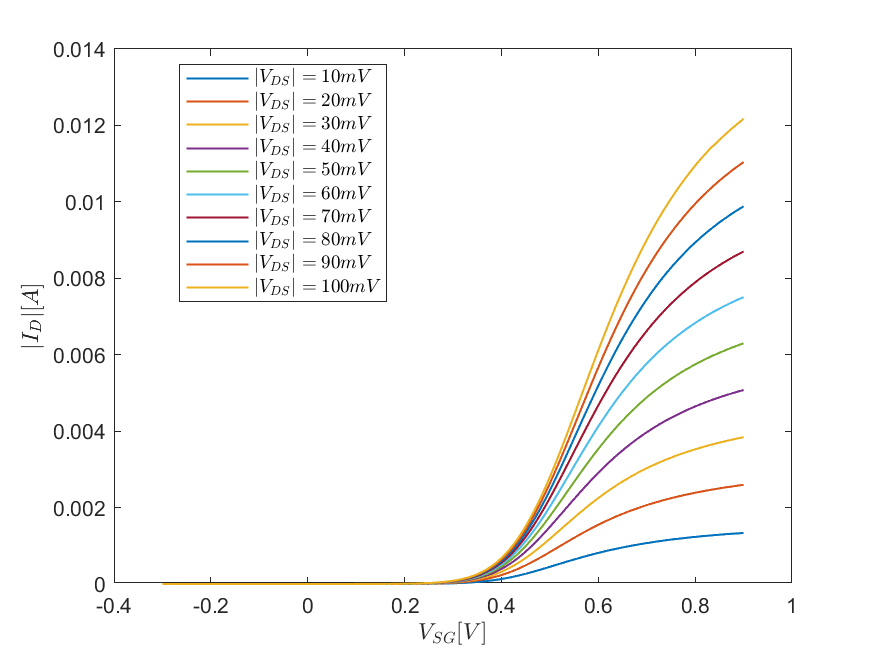 0.014
0.012
0.01
0.008
0.006
0.004
0.002
0
|I_D|[A]
|V_DS| = 10mV
|V_DS| = 20mV
|V_DS| = 30mV
|V_DS| = 40mV
|V_DS| = 50mV
|V_DS| = 60mV
|V_DS| = 70mV
|V_DS| = 80mV
|V_DS| = 90mV
|V_DS| = 100mV
-0.4 -0.2 0 0.2 0.4 0.6 0.8 1
V_SG[V]